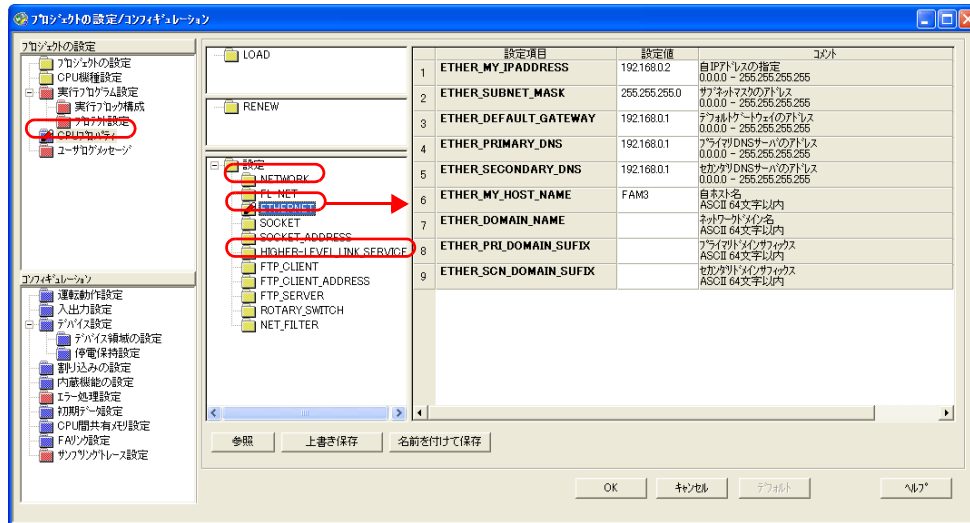 プロジェクトの設定/コンフィギュレーション
プロジェクトの設定
プロジェクトの設定
CPU機種設定
実行プログラム設定
実行ブロック構成
CPUプロパティ
ユーザログメッセージ
コンフィギュレーション
運転動作設定
入出力設定
デバイス設定
デバイス領域の設定
停電保持設定
割り込みの設定
内蔵機能の設定
エラー処理設定
初期データ設定
CPU間共有メモリ設定
FAリンク設定
サンプリングトレース設定
LOAD
RENEW
設定
NETWORK
FL-NET
ETHERNET
SOCKET
SOCKET_ADDRESS
HIGHER-LEVEL_LINK_SERVICE
FTP_CLIENT
FTP_CLIENT_ADDRESS
FTP_SERVER
ROTARY_SWITCH
NET_FILTER
設定項目 設定値 コメント
1 ETHER_MY_IPADDRESS 192.168.0.2 自IPアドレスの指定
0.0.0.0 - 255.255.255.255
2 ETHER_SUBNET_MASK 255.255.255.0 サブネットマスクのアドレス
0.0.0.0 - 255.255.255.255
3 ETHER_DEFAULT_GATEWAY 192.168.0.1 デフォルトゲートウェイのアドレス
0.0.0.0 - 255.255.255.255
4 ETHER_PRIMARY_DNS 192.168.0.1 プライマリDNSサーバのアドレス
0.0.0.0 - 255.255.255.255
5 ETHER_SECONDARY_DNS 192.168.0.1 セカンダリDNSサーバのアドレス
0.0.0.0 - 255.255.255.255
6 ETHER_MY_HOST_NAME FAM3 自ホスト名
ASCII 64文字以内
7 ETHER_DOMAIN_NAME ネットワークドメイン名
ASCII 64文字以内
8 ETHER_PRI_DOMAIN_SUFIX プライマリドメインサフィックス
ASCII 64文字以内
9 ETHER_SCN_DOMAIN_SUFIX セカンダリドメインサフィックス
ASCII 64文字以内
参照 上書き保存 名前を付けて保存
OK キャンセル デフォルト ヘルプ